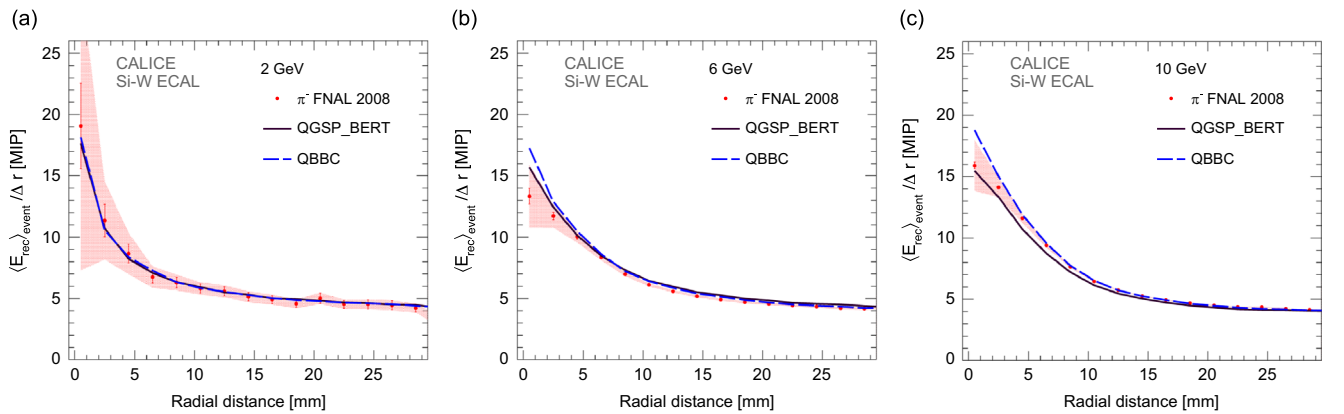 (a)
CALICE
Si-W ECAL
2 GeV
π- FNAL 2008
QGSP_BERT
QBBC
⟨E_rec⟩_event /Δ r [MIP]
25
20
15
10
5
0
0 5 10 15 20 25
Radial distance [mm]
(b)
CALICE
Si-W ECAL
6 GeV
π- FNAL 2008
QGSP_BERT
QBBC
⟨E_rec⟩_event /Δ r [MIP]
25
20
15
10
5
0
0 5 10 15 20 25
Radial distance [mm]
(c)
CALICE
Si-W ECAL
10 GeV
π- FNAL 2008
QGSP_BERT
QBBC
⟨E_rec⟩_event /Δ r [MIP]
25
20
15
10
5
0
0 5 10 15 20 25
Radial distance [mm]